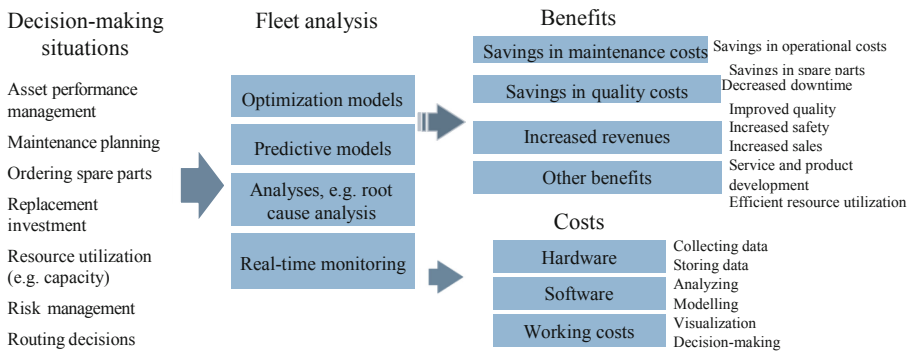 Decision-making
situations
Asset performance
management
Maintenance planning
Ordering spare parts
Replacement
investment
Resource utilization
(e.g. capacity)
Risk management
Routing decisions
Fleet analysis
Optimization models
Predictive models
Analyses, e.g. root
cause analysis
Real-time monitoring
Benefits
Savings in maintenance costs
Savings in quality costs
Increased revenues
Other benefits
Savings in operational costs
Savings in spare parts
Decreased downtime
Improved quality
Increased safety
Increased sales
Service and product
development
Efficient resource utilization
Costs
Hardware
Software
Working costs
Collecting data
Storing data
Analyzing
Modelling
Visualization
Decision-making